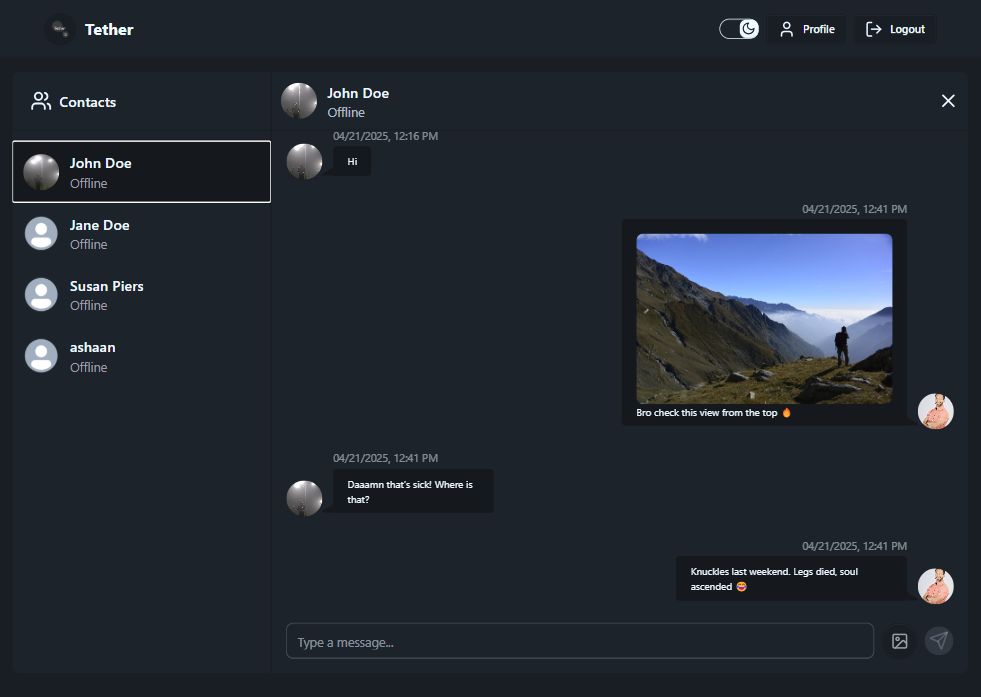 Tether
Profile
Logout
Contacts
John Doe
Offline
Jane Doe
Offline
Susan Piers
Offline
ashaan
Offline
John Doe
Offline
04/21/2025, 12:16 PM
Hi
04/21/2025, 12:41 PM
Bro check this view from the top 🔥
04/21/2025, 12:41 PM
Daaamn that's sick! Where is
that?
04/21/2025, 12:41 PM
Knuckles last weekend. Legs died, soul
ascended 😂
Type a message...